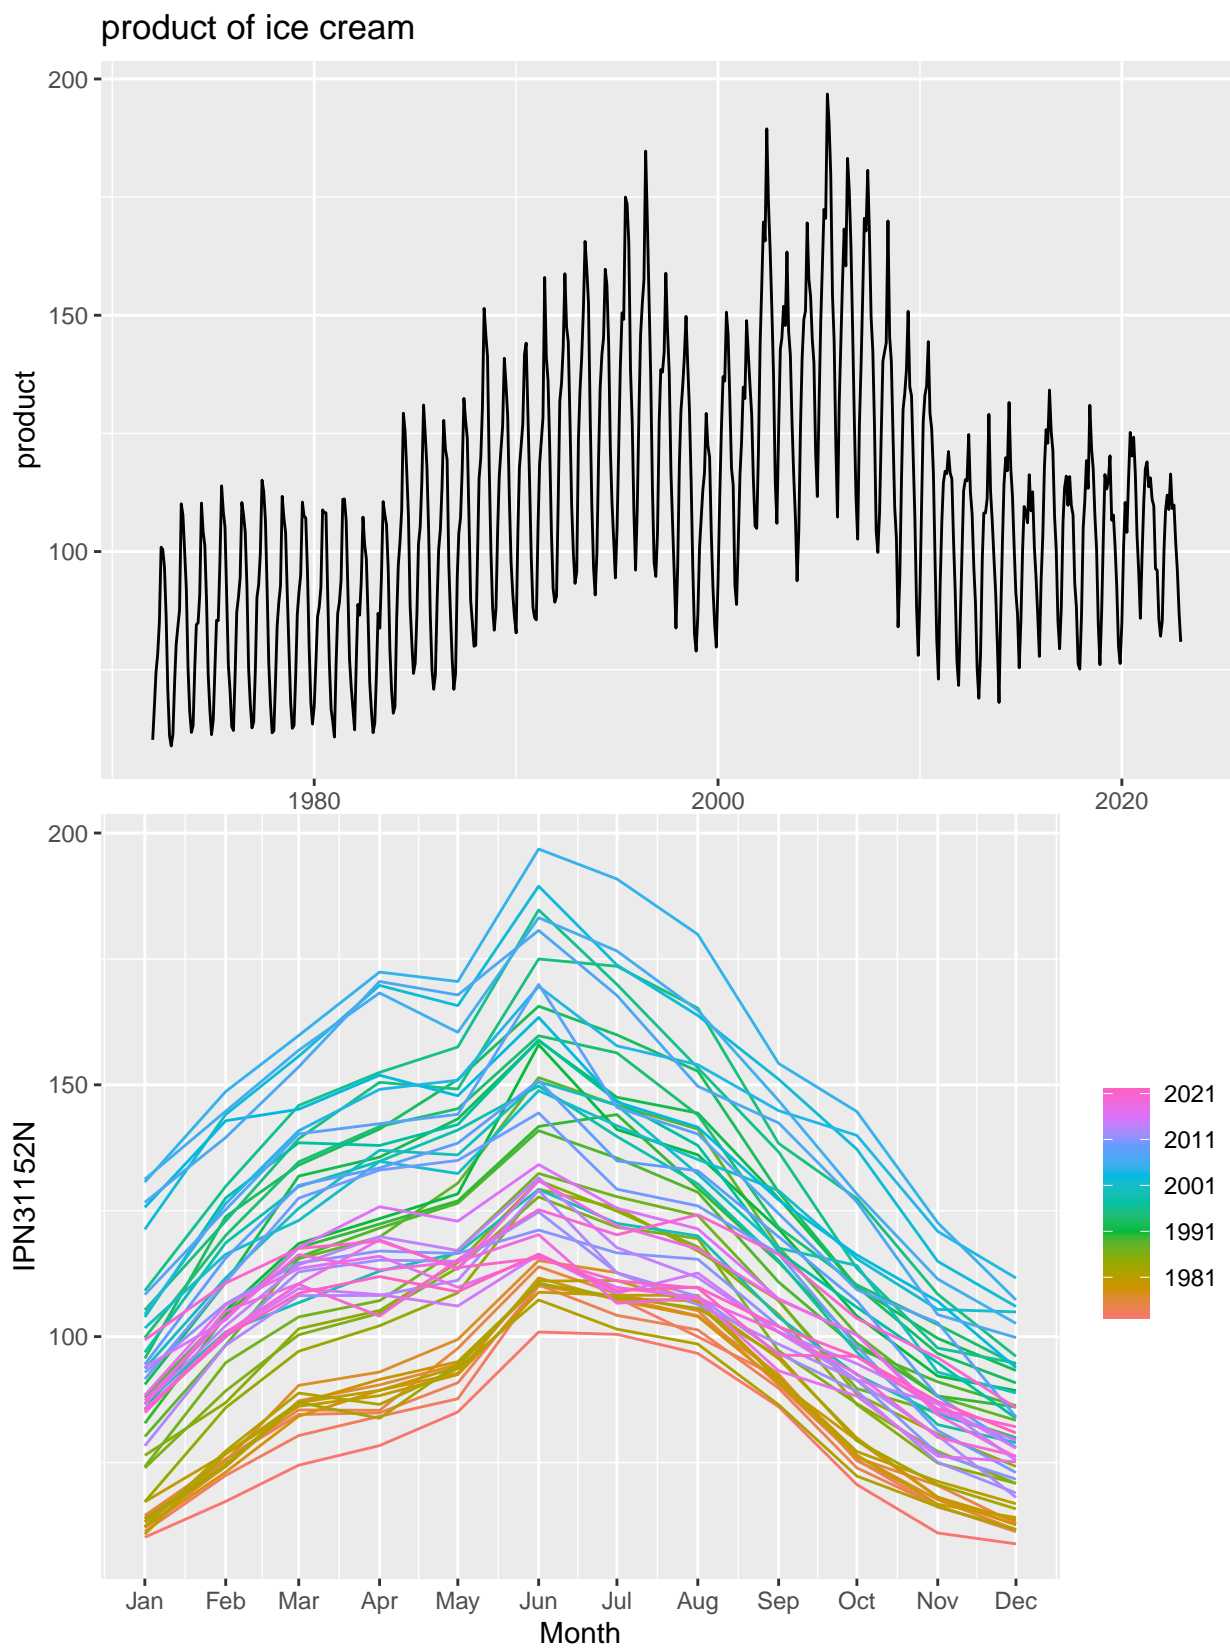 product of ice cream
200
150
100
product
1980 2000 2020
200
150
100
IPN31152N
Jan Feb Mar Apr May Jun Jul Aug Sep Oct Nov Dec
Month
2021
2011
2001
1991
1981